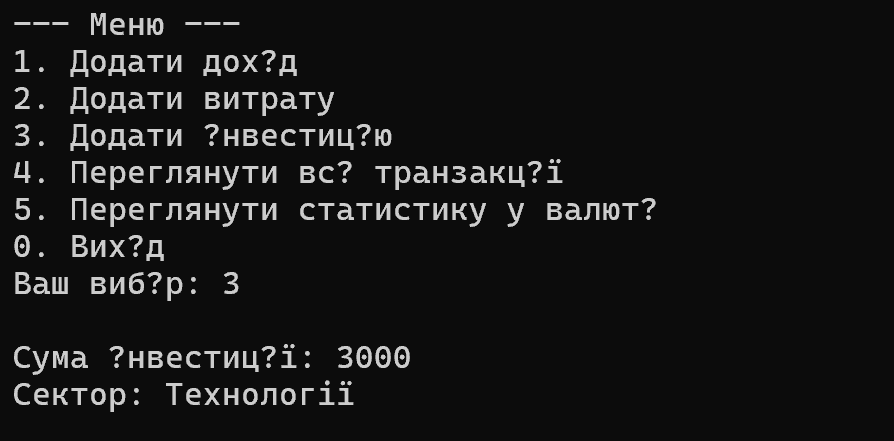 --- Меню ---
1. Додати дох?д
2. Додати витрату
3. Додати ?нвестиц?ю
4. Переглянути вс? транзакц?ї
5. Переглянути статистику у валют?
0. Вих?д
Ваш виб?р: 3
Сума ?нвестиц?ї: 3000
Сектор: Технології